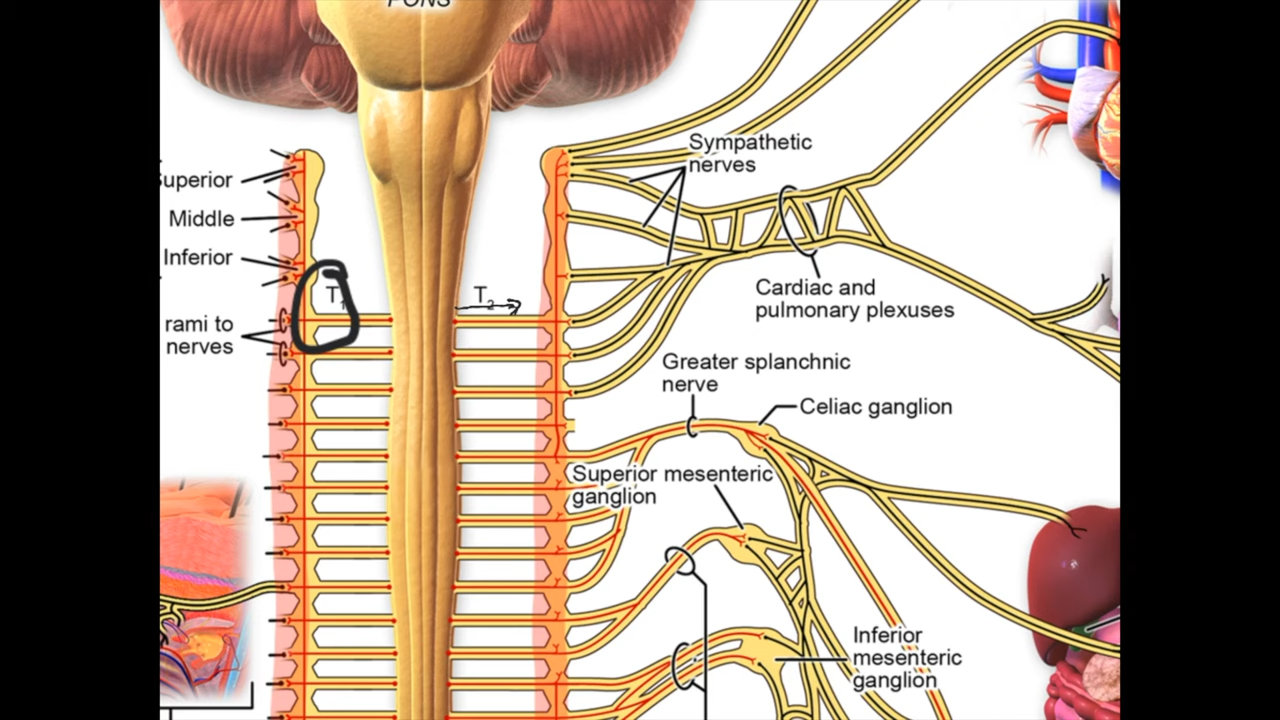 PONS
Sympathetic
nerves
Superior
Middle
Inferior
T1
T2
Cardiac and
pulmonary plexuses
rami to
nerves
Greater splanchnic
nerve
Celiac ganglion
Superior mesenteric
ganglion
Inferior
mesenteric
ganglion